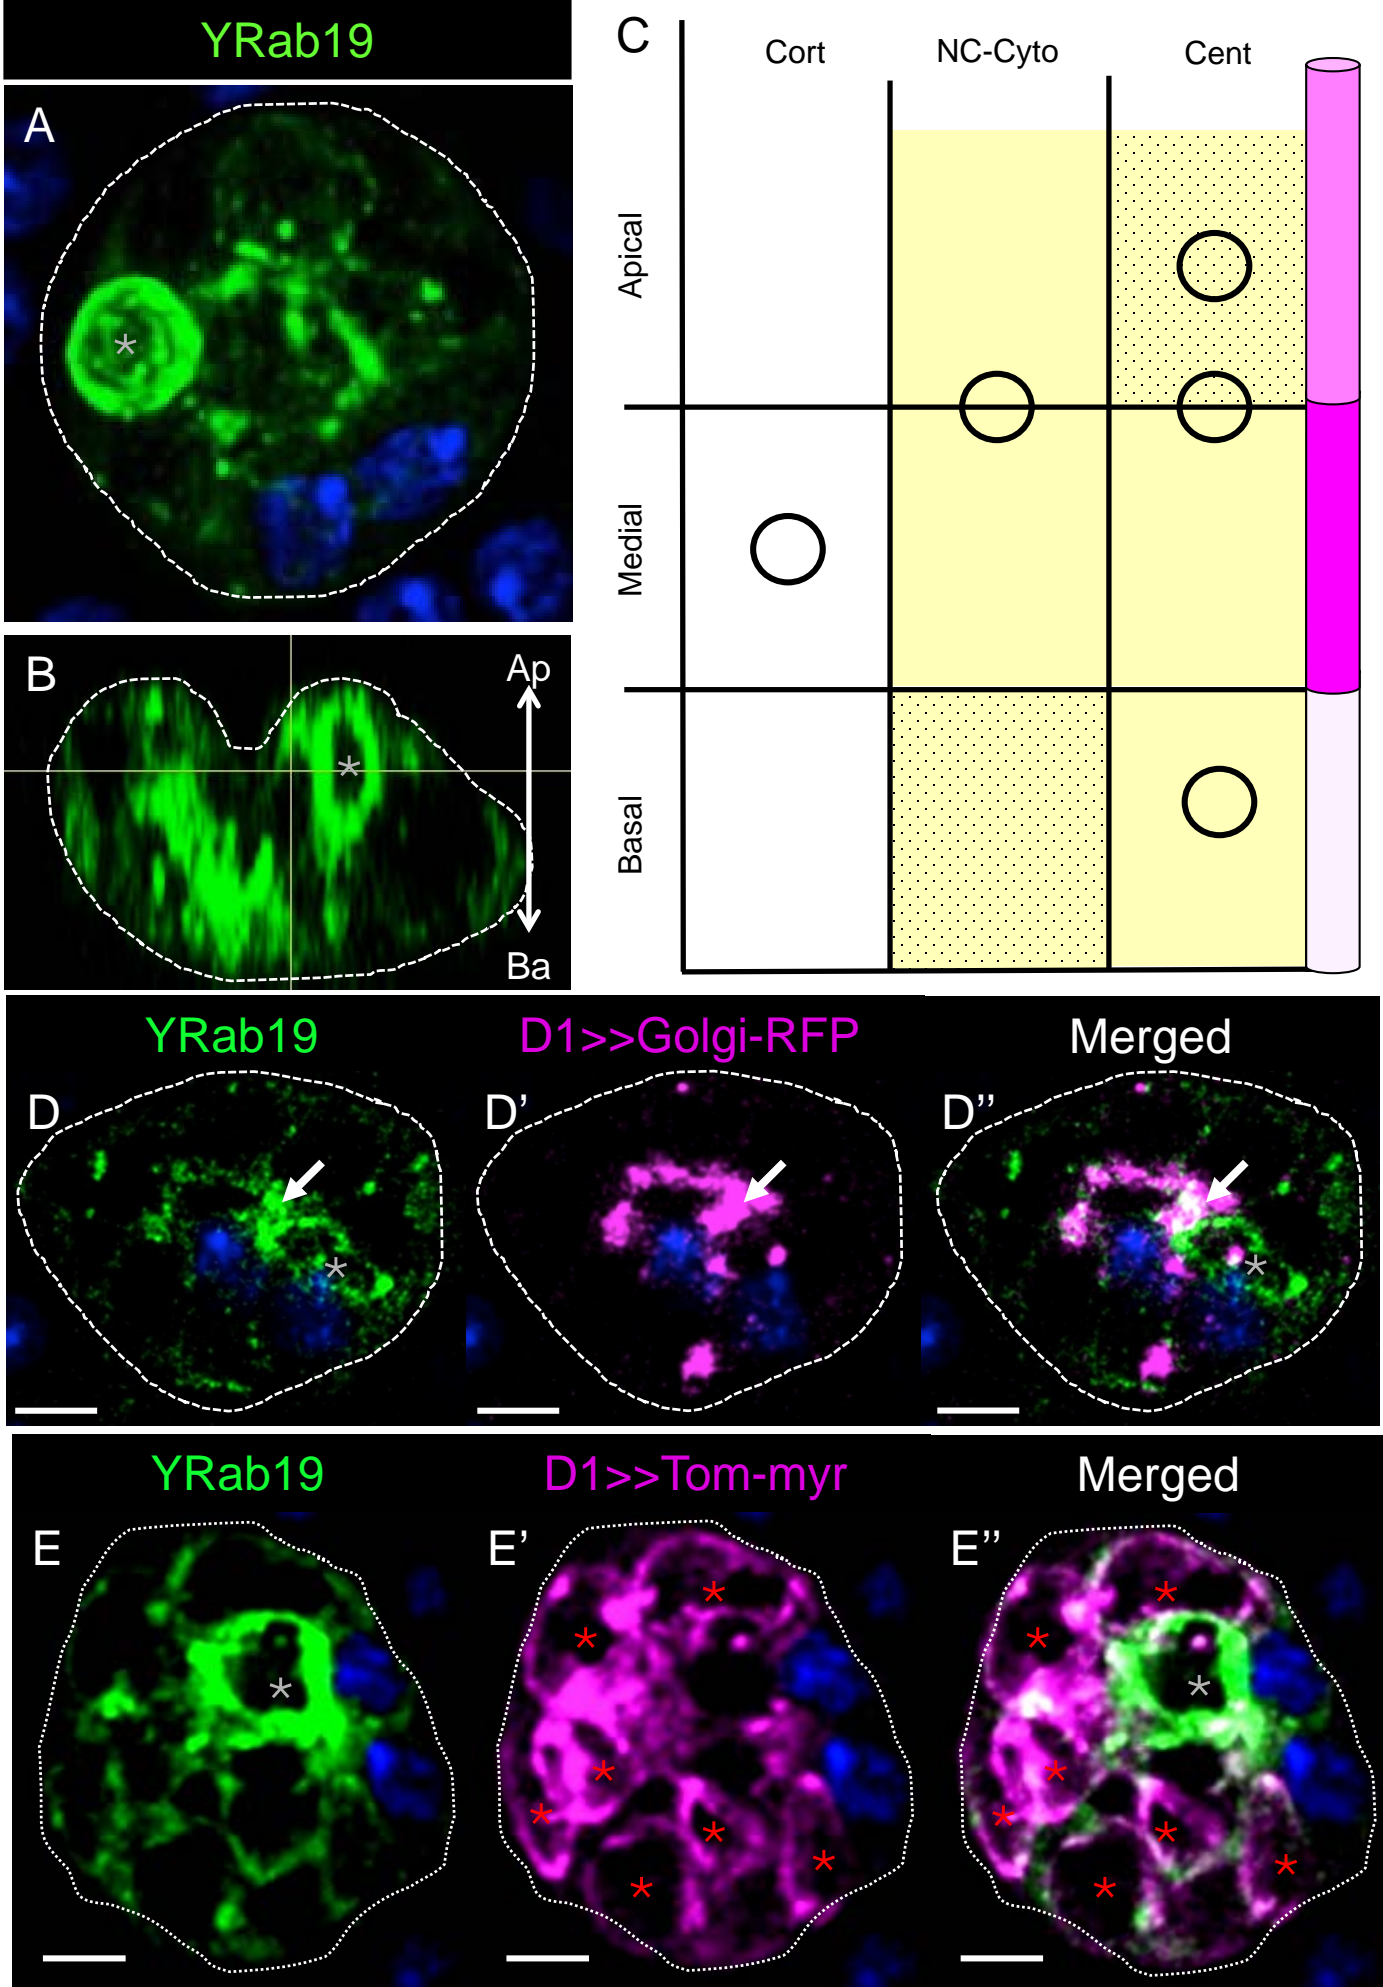 YRab19
A
B
Ap
Ba
C
Cort
NC-Cyto
Cent
Apical
Medial
Basal
YRab19
D1>>Golgi-RFP
Merged
D
D’
D’’
YRab19
D1>>Tom-myr
Merged
E
E’
E’’